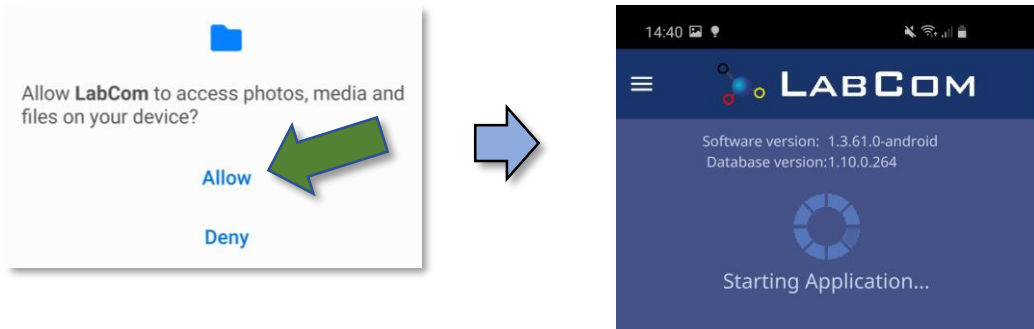 Allow LabCom to access photos, media and
files on your device?
Allow
Deny
14:40
LABCOM
Software version: 1.3.61.0-android
Database version:1.10.0.264
Starting Application...